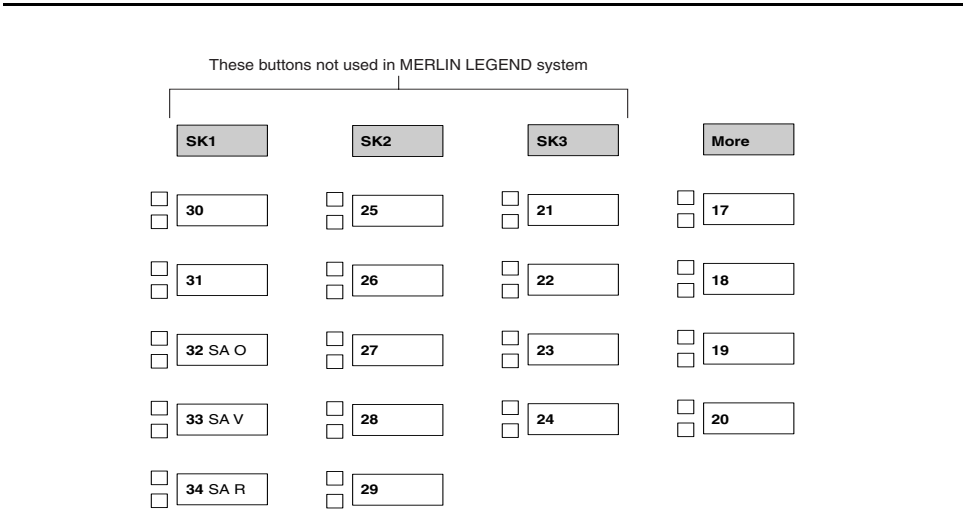 These buttons not used in MERLIN LEGEND system
SK1 SK2 SK3 More
30 25 21 17
31 26 22 18
32 SA O 27 23 19
33 SA V 28 24 20
34 SA R 29